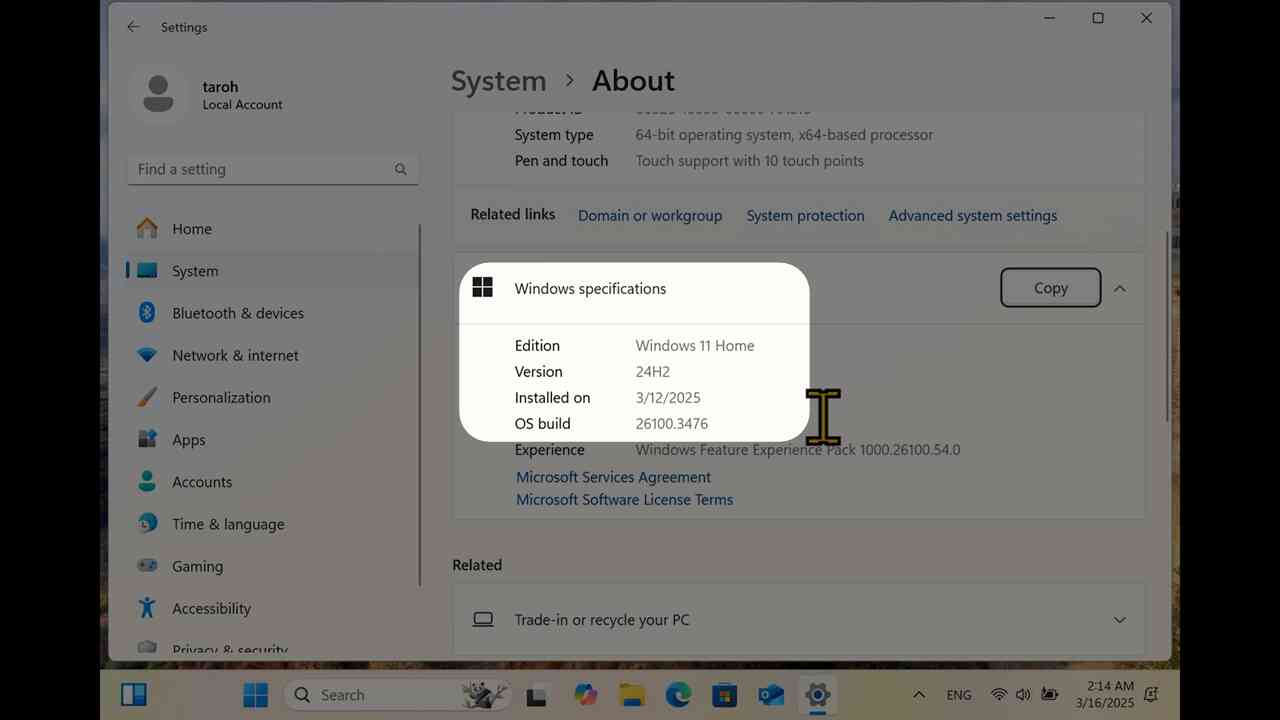 Settings
taroh
Local Account
Find a setting
Home
System
Bluetooth & devices
Network & internet
Personalization
Apps
Accounts
Time & language
Gaming
Accessibility
Privacy & security
System > About
Product ID
System type 64-bit operating system, x64-based processor
Pen and touch Touch support with 10 touch points
Related links Domain or workgroup System protection Advanced system settings
Windows specifications Copy
Edition Windows 11 Home
Version 24H2
Installed on 3/12/2025
OS build 26100.3476
Experience Windows Feature Experience Pack 1000.26100.54.0
Microsoft Services Agreement
Microsoft Software License Terms
Related
Trade-in or recycle your PC
Search
ENG
2:14 AM
3/16/2025